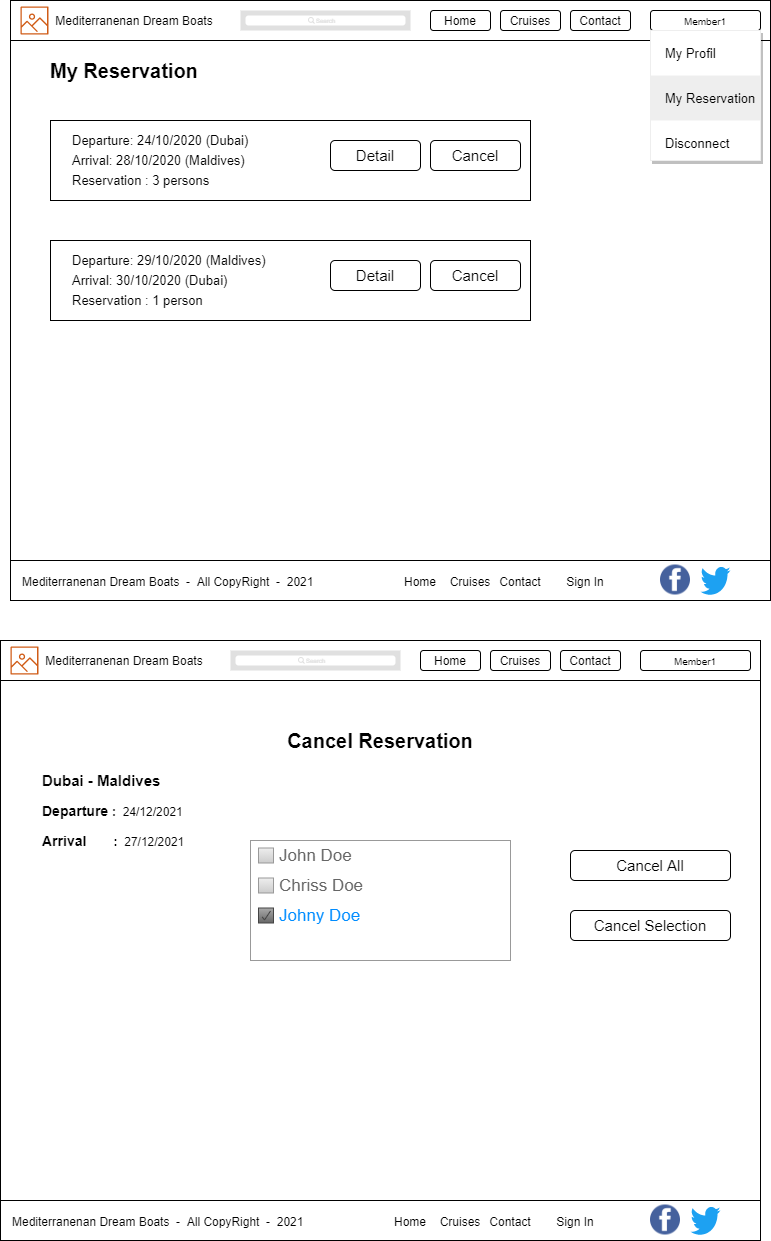 Mediterranenan Dream Boats Search Home Cruises Contact Member1
My Profil
My Reservation
My Reservation
Disconnect
Departure: 24/10/2020 (Dubai)
Arrival: 28/10/2020 (Maldives)
Reservation : 3 persons
Detail Cancel
Departure: 29/10/2020 (Maldives)
Arrival: 30/10/2020 (Dubai)
Reservation : 1 person
Detail Cancel
Mediterranenan Dream Boats - All CopyRight - 2021 Home Cruises Contact Sign In
Mediterranenan Dream Boats Search Home Cruises Contact Member1
Cancel Reservation
Dubai - Maldives
Departure : 24/12/2021
Arrival : 27/12/2021
John Doe
Chriss Doe
Johny Doe
Cancel All
Cancel Selection
Mediterranenan Dream Boats - All CopyRight - 2021 Home Cruises Contact Sign In